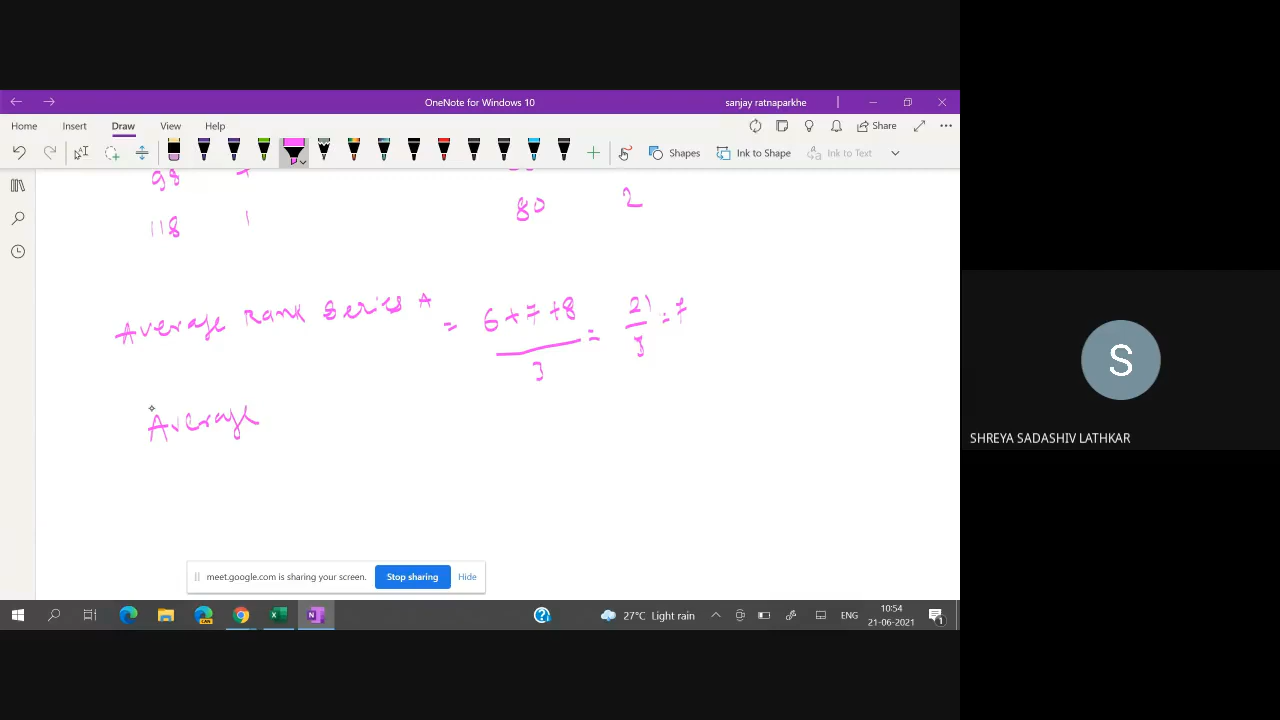 OneNote for Windows 10
sanjay ratnaparkhe
Home Insert Draw View Help
Share
Shapes Ink to Shape Ink to Text
98
80 2
118 1
Average Rank Series A = 6+7+8 / 3 = 21 / 3 = 7
Average
SHREYA SADASHIV LATHKAR
S
meet.google.com is sharing your screen. Stop sharing Hide
27°C Light rain ENG 10:54
21-06-2021
1